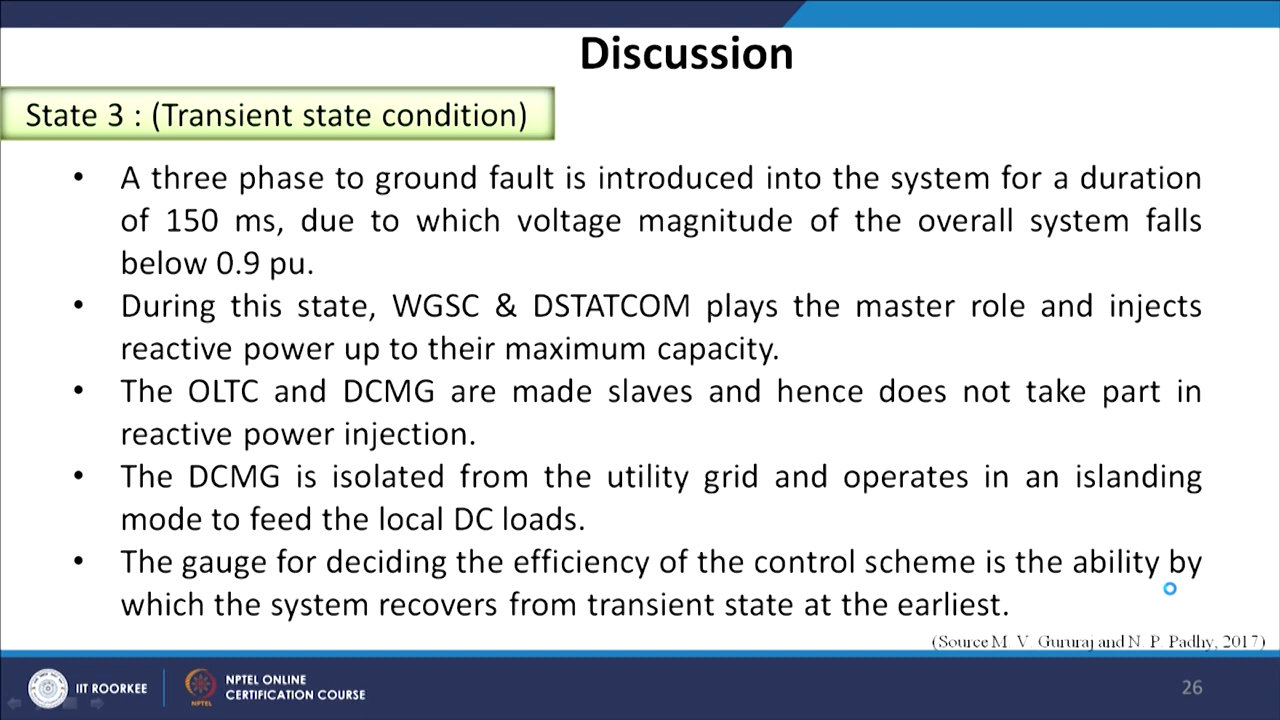 Discussion
State 3 : (Transient state condition)
• A three phase to ground fault is introduced into the system for a duration
of 150 ms, due to which voltage magnitude of the overall system falls
below 0.9 pu.
• During this state, WGSC & DSTATCOM plays the master role and injects
reactive power up to their maximum capacity.
• The OLTC and DCMG are made slaves and hence does not take part in
reactive power injection.
• The DCMG is isolated from the utility grid and operates in an islanding
mode to feed the local DC loads.
• The gauge for deciding the efficiency of the control scheme is the ability by
which the system recovers from transient state at the earliest.
(Source M. V. Gururaj and N. P. Padhy, 2017)
IIT ROORKEE
NPTEL
NPTEL ONLINE
CERTIFICATION COURSE
26